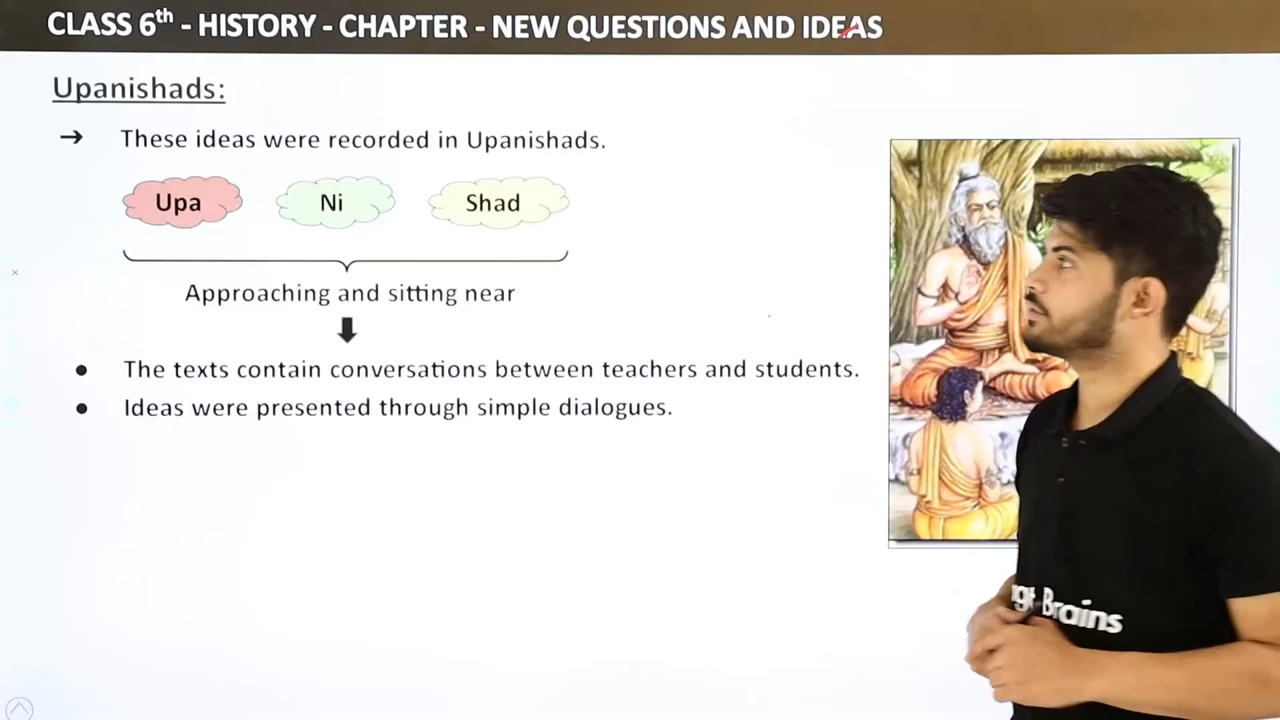 CLASS 6th - HISTORY - CHAPTER - NEW QUESTIONS AND IDEAS
Upanishads:
→ These ideas were recorded in Upanishads.
Upa Ni Shad
Approaching and sitting near
• The texts contain conversations between teachers and students.
• Ideas were presented through simple dialogues.
Brains